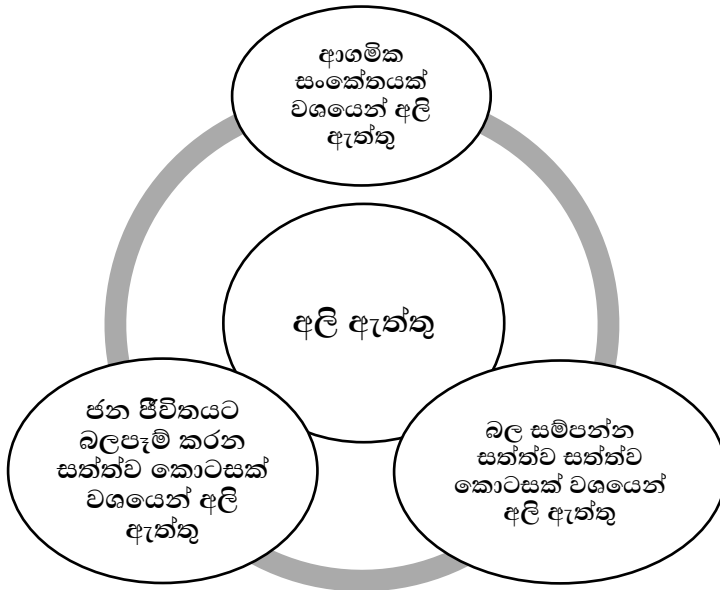 ආගමික
සංකේතයක්
වශයෙන් අලි
ඇත්තු
අලි ඇත්තු
ජන ජීවිතයට
බලපෑම් කරන
සත්ත්ව කොටසක්
වශයෙන් අලි
ඇත්තු
බල සම්පන්න
සත්ත්ව සත්ත්ව
කොටසක් වශයෙන්
අලි ඇත්තු